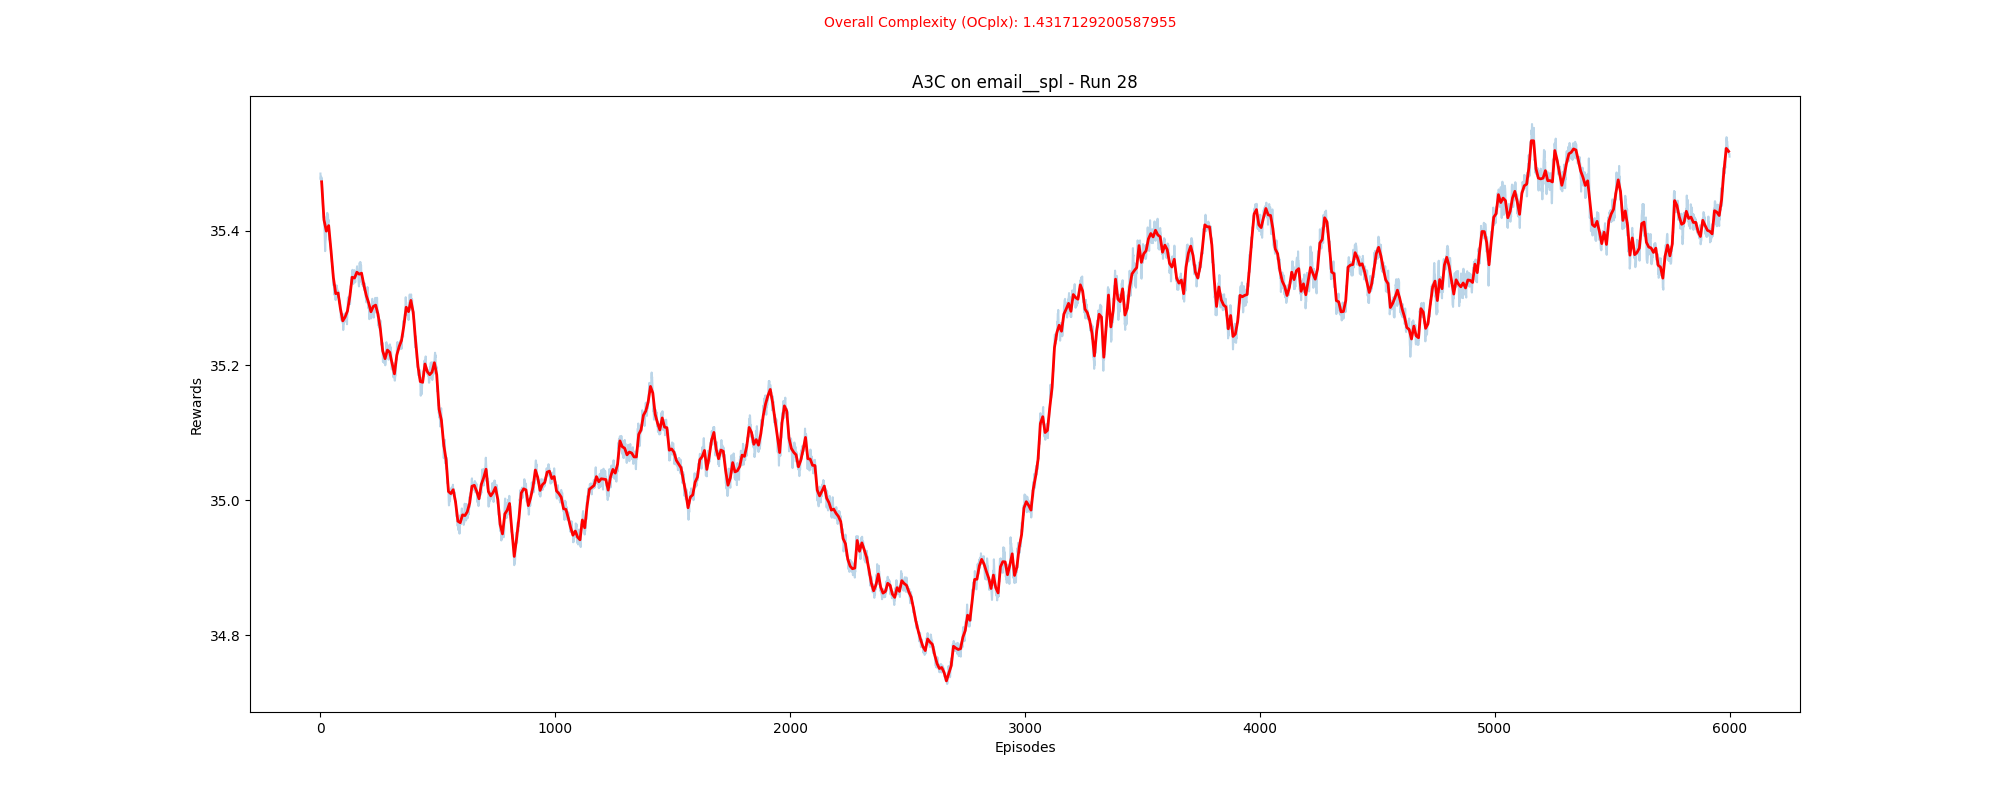 Overall Complexity (OCplx): 1.4317129200587955
A3C on email__spl - Run 28
35.4
35.2
35.0
34.8
Rewards
0 1000 2000 3000 4000 5000 6000
Episodes